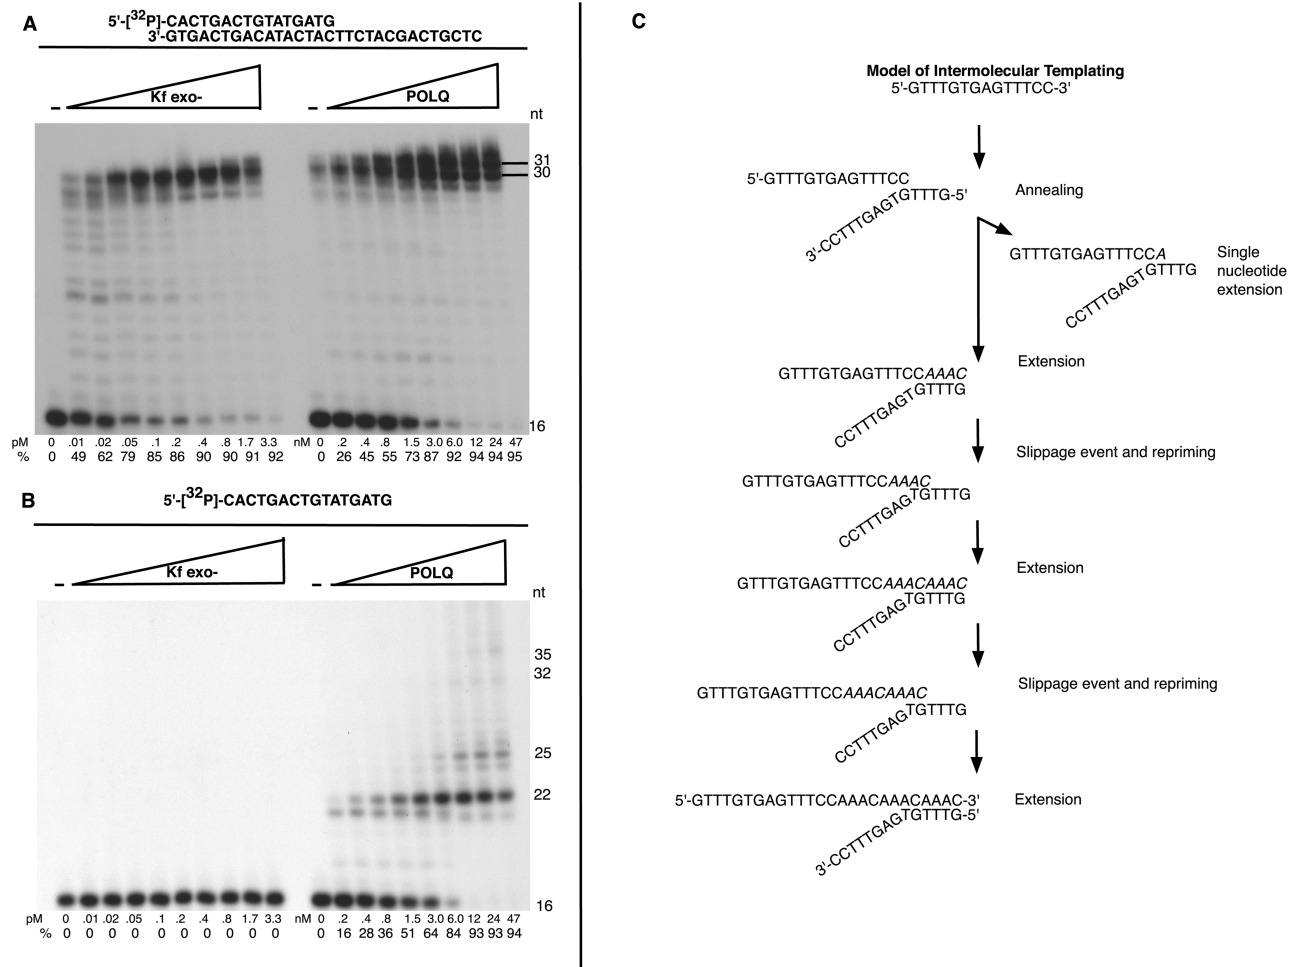 A
5'-[32P]-CACTGACTGTATGATG
3'-GTGACTGACATACTACTTCTACGACTGCTC
– Kf exo- – POLQ
nt
31
30
16
pM 0 .01 .02 .05 .1 .2 .4 .8 1.7 3.3 nM 0 .2 .4 .8 1.5 3.0 6.0 12 24 47
% 0 49 62 79 85 86 90 90 91 92 0 26 45 55 73 87 92 94 94 95
B
5'-[32P]-CACTGACTGTATGATG
– Kf exo- – POLQ
nt
35
32
25
22
16
pM 0 .01 .02 .05 .1 .2 .4 .8 1.7 3.3 nM 0 .2 .4 .8 1.5 3.0 6.0 12 24 47
% 0 0 0 0 0 0 0 0 0 0 0 16 28 36 51 64 84 93 93 94
C
Model of Intermolecular Templating
5'-GTTTGTGAGTTTCC-3'
5'-GTTTGTGAGTTTCC
3'-CCTTTGAGTGTTTG-5'
Annealing
GTTTGTGAGTTTCCA
CCTTTGAGTGTTTG
Single
nucleotide
extension
GTTTGTGAGTTTCCAAAC
CCTTTGAGTGTTTG
Extension
GTTTGTGAGTTTCCAAAC
CCTTTGAGTGTTTG
Slippage event and repriming
GTTTGTGAGTTTCCAAACAAAC
CCTTTGAGTGTTTG
Extension
GTTTGTGAGTTTCCAAACAAAC
CCTTTGAGTGTTTG
Slippage event and repriming
5'-GTTTGTGAGTTTCCAAACAAACAAAC-3'
3'-CCTTTGAGTGTTTG-5'
Extension